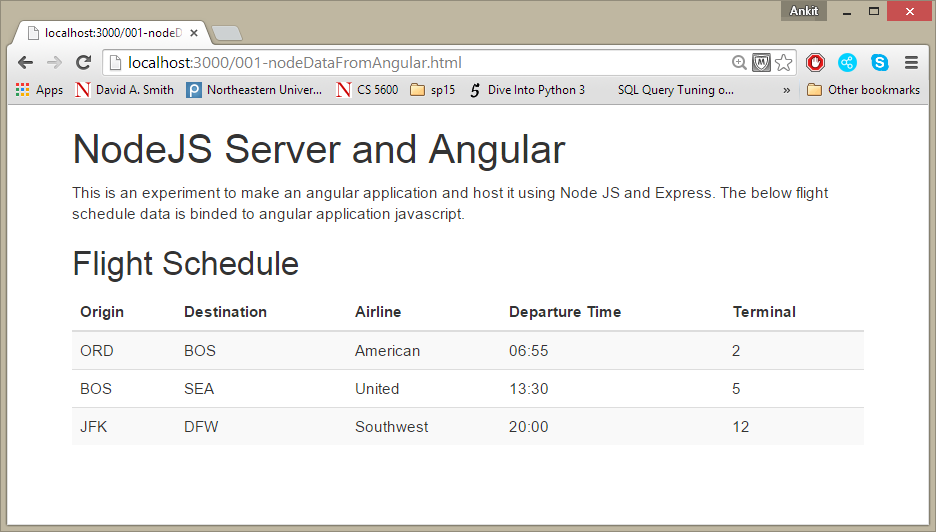 Ankit
localhost:3000/001-nodeD
localhost:3000/001-nodeDataFromAngular.html
Apps David A. Smith Northeastern Univer... CS 5600 sp15 Dive Into Python 3 SQL Query Tuning o... » Other bookmarks
NodeJS Server and Angular
This is an experiment to make an angular application and host it using Node JS and Express. The below flight
schedule data is binded to angular application javascript.
Flight Schedule
Origin Destination Airline Departure Time Terminal
ORD BOS American 06:55 2
BOS SEA United 13:30 5
JFK DFW Southwest 20:00 12